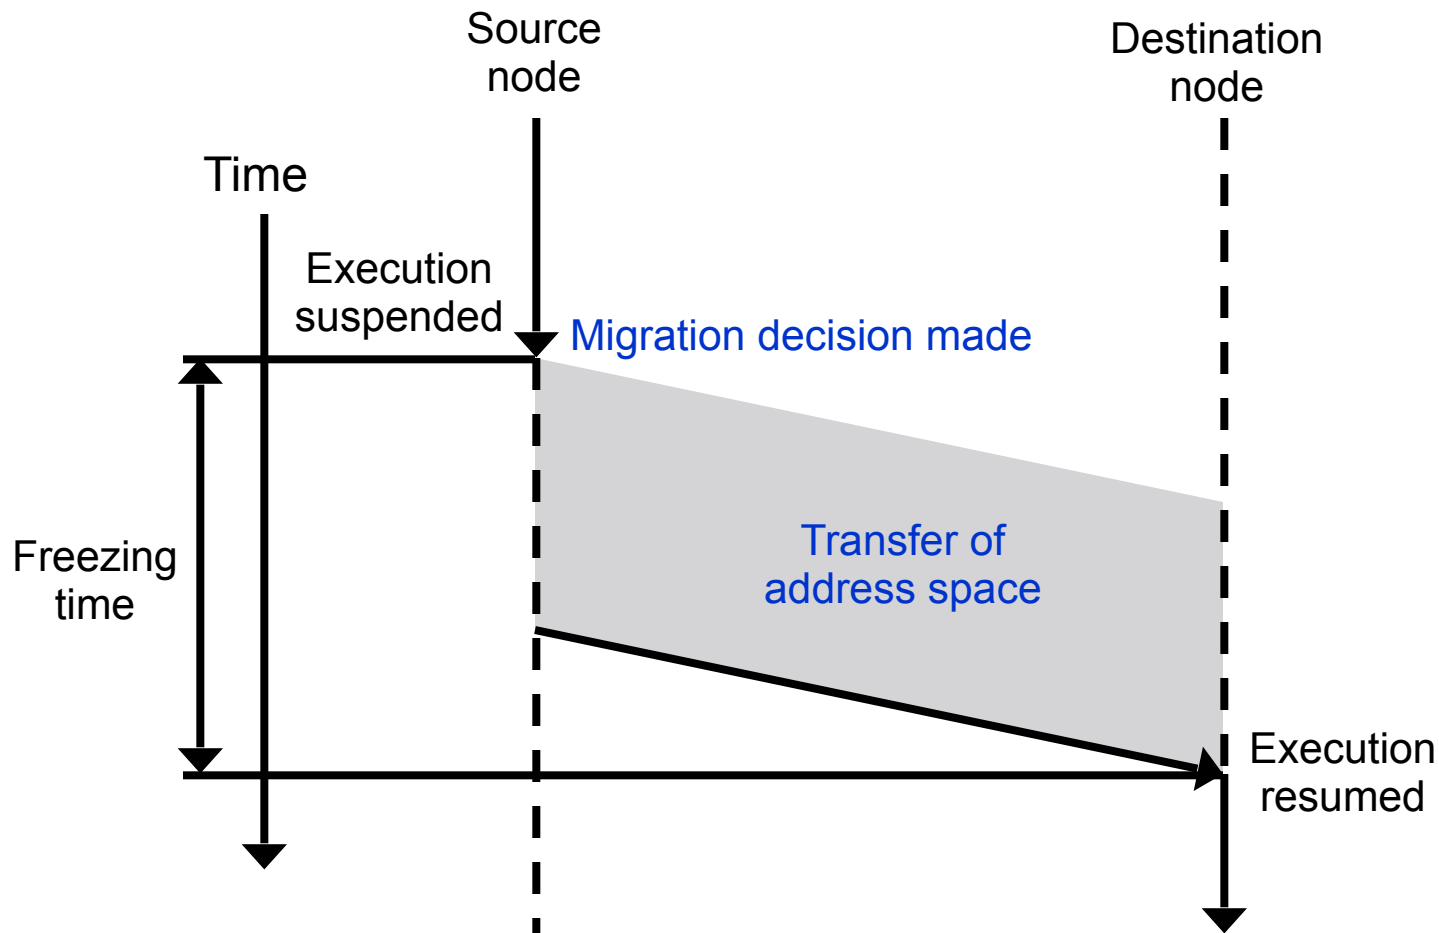 Source
node
Destination
node
Time
Execution
suspended
Migration decision made
Freezing
time
Transfer of
address space
Execution
resumed